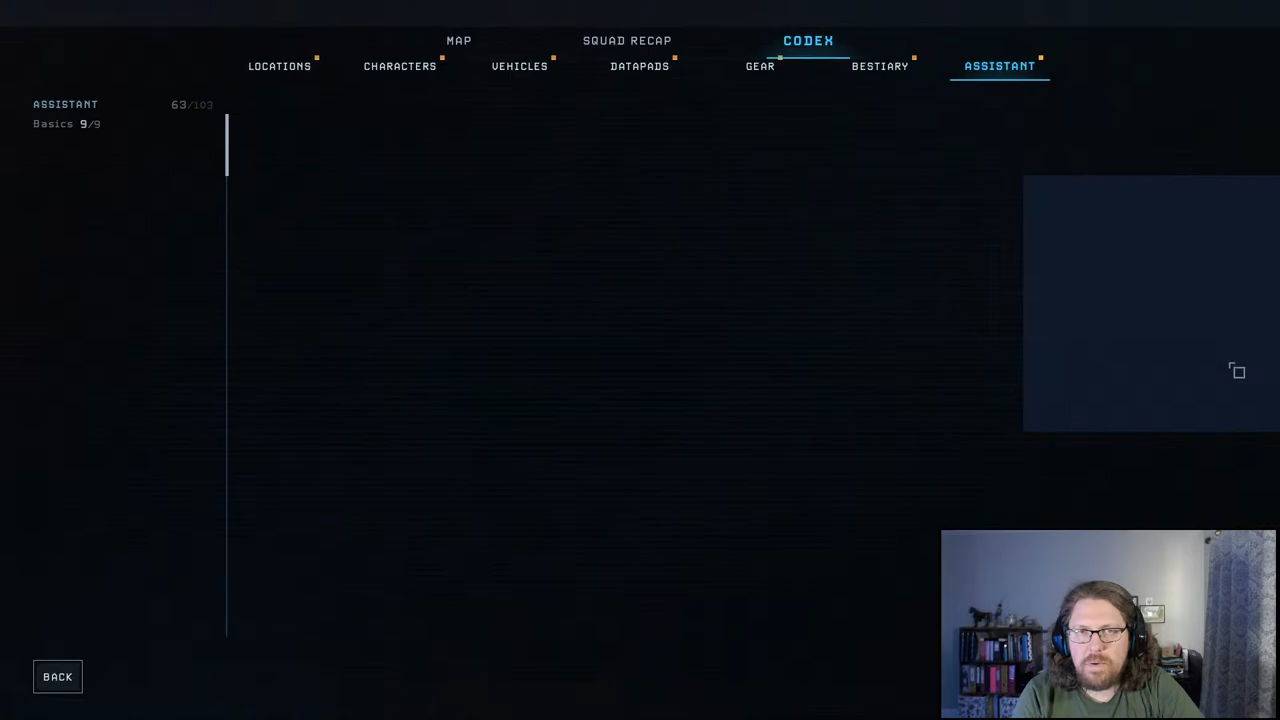 MAP SQUAD RECAP CODEX
LOCATIONS CHARACTERS VEHICLES DATAPADS GEAR BESTIARY ASSISTANT
ASSISTANT 63/103
Basics 9/9
BACK